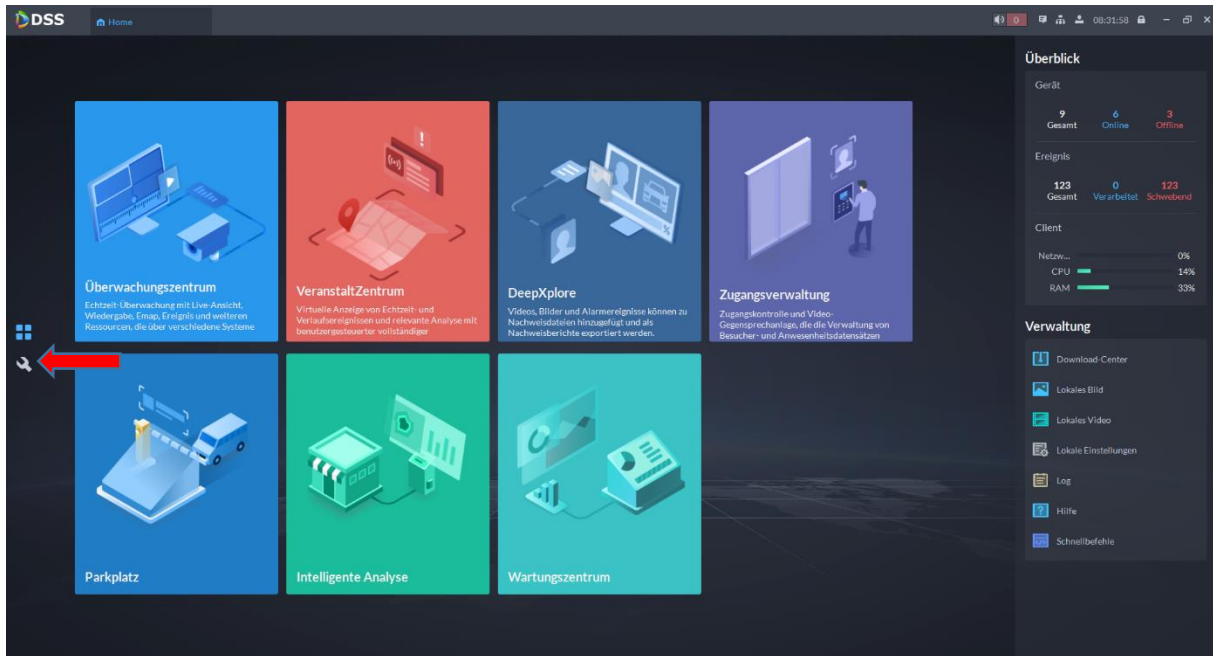 DSS
Home
0
08:31:58
Überwachungszentrum
Echtzeit-Überwachung mit Live-Ansicht,
Wiedergabe, Emap, Ereignis und weiteren
Ressourcen, die über verschiedene Systeme
VeranstaltZentrum
Virtuelle Anzeige von Echtzeit- und
Verlaufsereignissen und relevante Analyse mit
benutzergesteuerter vollständiger
DeepXplore
Videos, Bilder und Alarmereignisse können zu
Nachweisdateien hinzugefügt und als
Nachweisberichte exportiert werden.
Zugangsverwaltung
Zugangskontrolle und Video-
Gegensprechanlage, die die Verwaltung von
Besucher- und Anwesenheitsdatensätzen
Parkplatz
Intelligente Analyse
Wartungszentrum
Überblick
Gerät
9 6 3
Gesamt Online Offline
Ereignis
123 0 123
Gesamt Verarbeitet Schwebend
Client
Netzw... 0%
CPU 14%
RAM 33%
Verwaltung
Download-Center
Lokales Bild
Lokales Video
Lokale Einstellungen
Log
Hilfe
Schnellbefehle